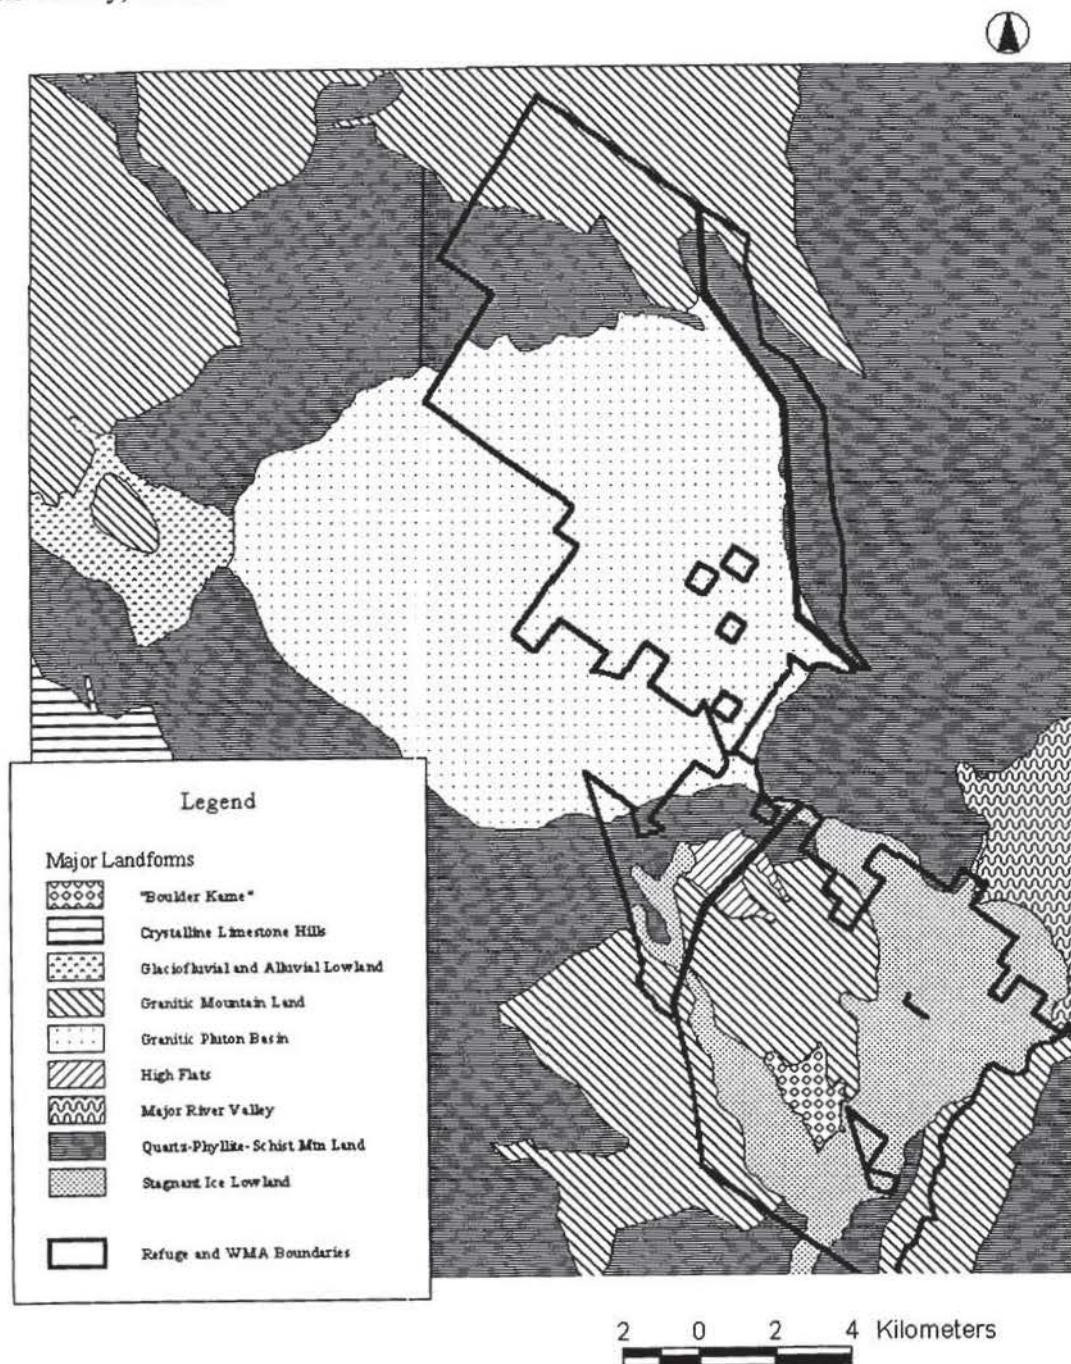 Legend
Major Landforms
"Boulder Kame"
Crystalline Limestone Hills
Glaciofluvial and Alluvial Lowland
Granitic Mountain Land
Granitic Pluton Basin
High Flats
Major River Valley
Quartz-Phyllite-Schist Mtn Land
Stagnant Ice Lowland
Refuge and WMA Boundaries
2 0 2 4 Kilometers